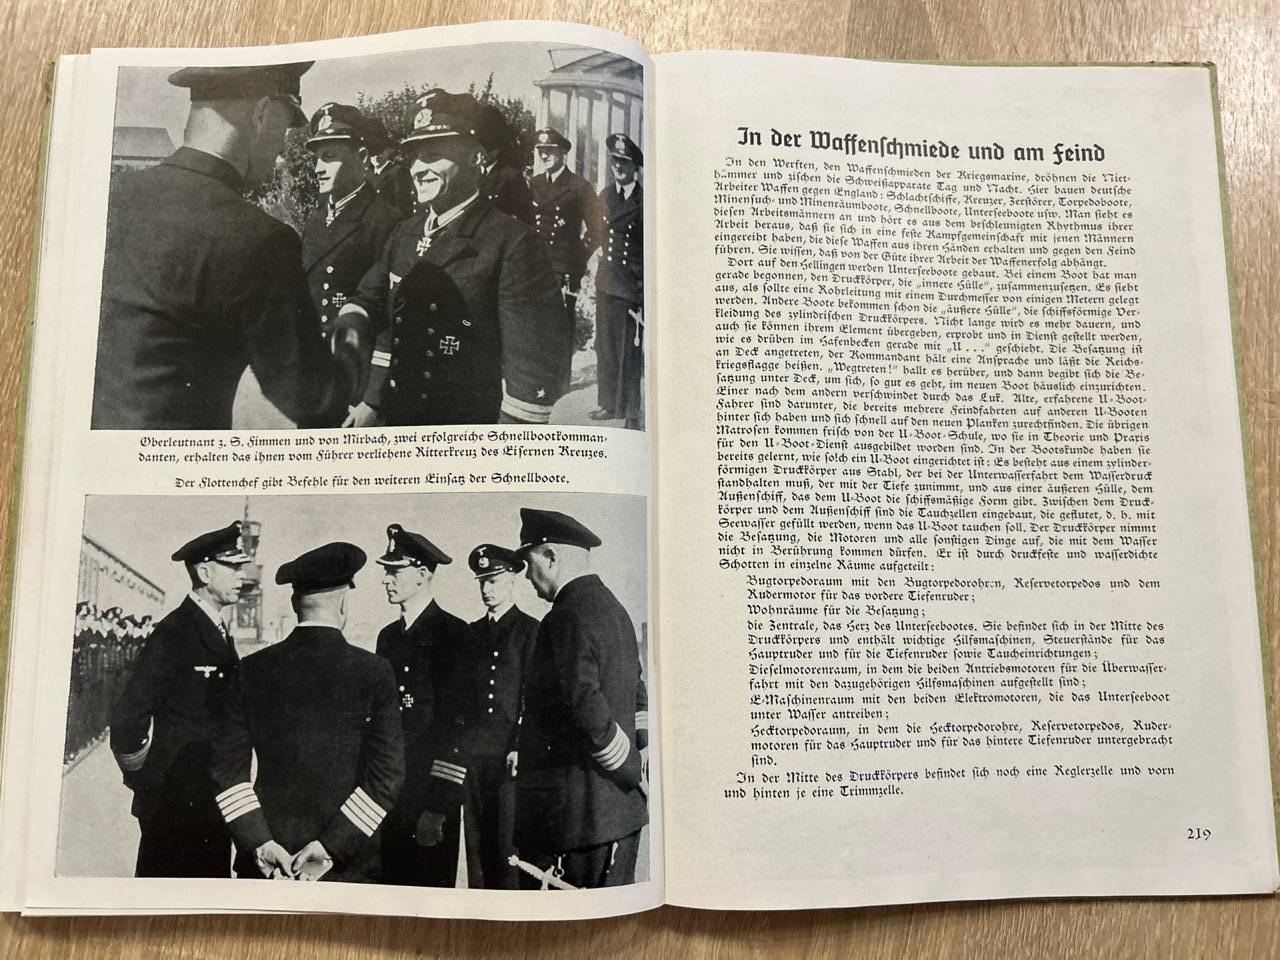 Oberleutnant z. S. Fimmen und von Mirbach, zwei erfolgreiche Schnellbootkomman-
danten, erhalten das ihnen vom Führer verliehene Ritterkreuz des Eisernen Kreuzes.
Der Flottenchef gibt Befehle für den weiteren Einsatz der Schnellboote.
In der Waffenschmiede und am Feind
In den Werften, den Waffenschmieden der Kriegsmarine, dröhnen die Niet-
hämmer und zischen die Schweißapparate Tag und Nacht. Hier bauen deutsche
Arbeiter Waffen gegen England: Schlachtschiffe, Kreuzer, Zerstörer, Torpedoboote,
Minensuch- und Minenräumboote, Schnellboote, Unterseeboote usw. Man sieht es
diesen Arbeitsmännern an und hört es aus dem beschleunigten Rhythmus ihrer
Arbeit heraus, daß sie sich in eine feste Kampfgemeinschaft mit jenen Männern
eingereiht haben, die diese Waffen aus ihren Händen erhalten und gegen den Feind
führen. Sie wissen, daß von der Güte ihrer Arbeit der Waffenerfolg abhängt.
Dort auf den Hellingen werden Unterseeboote gebaut. Bei einem Boot hat man
gerade begonnen, den Druckkörper, die „innere Hülle“, zusammenzusetzen. Es sieht
aus, als sollte eine Rohrleitung mit einem Durchmesser von einigen Metern gelegt
werden. Andere Boote bekommen schon die „äußere Hülle“, die schiffsförmige Ver-
kleidung des zylindrischen Druckkörpers. Nicht lange wird es mehr dauern, und
auch sie können ihrem Element übergeben, erprobt und in Dienst gestellt werden,
wie es drüben im Hafenbecken gerade mit „U . . .“ geschieht. Die Besatzung ist
an Deck angetreten, der Kommandant hält eine Ansprache und läßt die Reichs-
kriegsflagge heißen. „Wegtreten!“ hallt es herüber, und dann begibt sich die Be-
satzung unter Deck, um sich, so gut es geht, im neuen Boot häuslich einzurichten.
Einer nach dem andern verschwindet durch das Luk. Alte, erfahrene U-Boot-
Fahrer sind darunter, die bereits mehrere Feindfahrten auf anderen U-Booten
hinter sich haben und sich schnell auf den neuen Planken zurechtfinden. Die übrigen
Matrosen kommen frisch von der U-Boot-Schule, wo sie in Theorie und Praxis
für den U-Boot-Dienst ausgebildet worden sind. In der Bootskunde haben sie
bereits gelernt, wie solch ein U-Boot eingerichtet ist: Es besteht aus einem zylinder-
förmigen Druckkörper aus Stahl, der bei der Unterwasserfahrt dem Wasserdruck
standhalten muß, der mit der Tiefe zunimmt, und aus einer äußeren Hülle, dem
Außenschiff, das dem U-Boot die schiffsmäßige Form gibt. Zwischen dem Druck-
körper und dem Außenschiff sind die Tauchzellen eingebaut, die geflutet, d. h. mit
Seewasser gefüllt werden, wenn das U-Boot tauchen soll. Der Druckkörper nimmt
die Besatzung, die Motoren und alle sonstigen Dinge auf, die mit dem Wasser
nicht in Berührung kommen dürfen. Er ist durch druckfeste und wasserdichte
Schotten in einzelne Räume aufgeteilt:
Bugtorpedoraum mit den Bugtorpedorohren, Reservetorpedos und dem
Rudermotor für das vordere Tiefenruder;
Wohnräume für die Besatzung;
die Zentrale, das Herz des Unterseebootes. Sie befindet sich in der Mitte des
Druckkörpers und enthält wichtige Hilfsmaschinen, Steuerstände für das
Hauptruder und für die Tiefenruder sowie Taucheinrichtungen;
Dieselmotorenraum, in dem die beiden Antriebsmotoren für die Überwasser-
fahrt mit den dazugehörigen Hilfsmaschinen aufgestellt sind;
E-Maschinenraum mit den beiden Elektromotoren, die das Unterseeboot
unter Wasser antreiben;
Hecktorpedoraum, in dem die Hecktorpedorohre, Reservetorpedos, Ruder-
motoren für das Hauptruder und für das hintere Tiefenruder untergebracht
sind.
In der Mitte des Druckkörpers befindet sich noch eine Reglerzelle und vorn
und hinten je eine Trimmzelle.
219